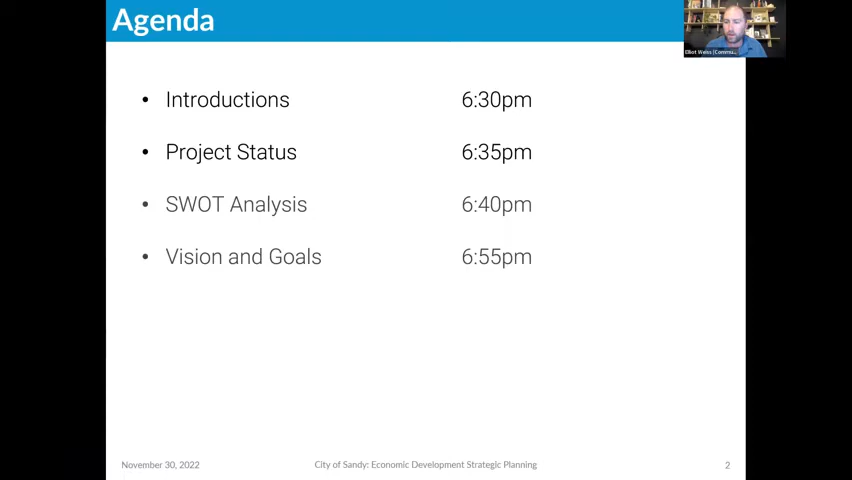 Agenda
Elliot Weiss (Commu...
• Introductions 6:30pm
• Project Status 6:35pm
• SWOT Analysis 6:40pm
• Vision and Goals 6:55pm
November 30, 2022 City of Sandy: Economic Development Strategic Planning 2